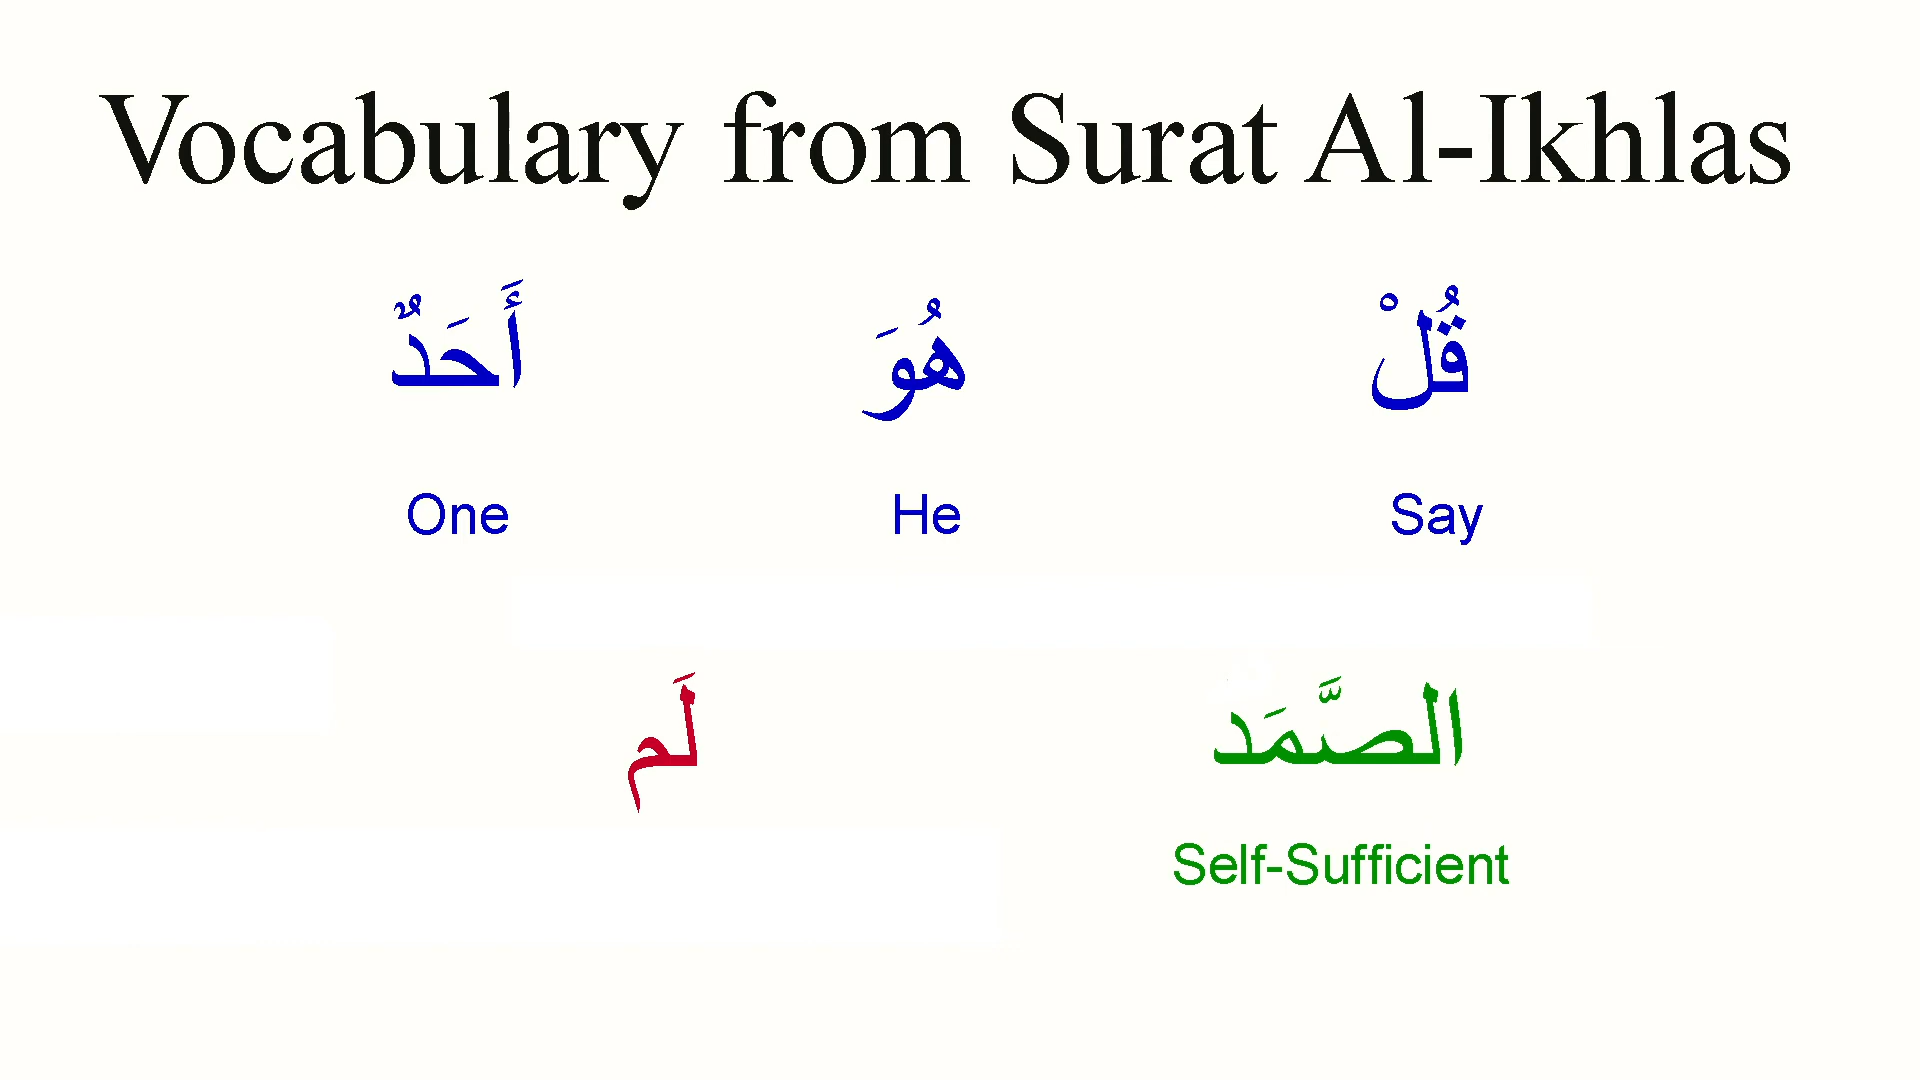 Vocabulary from Surat Al-Ikhlas
قُلْ هُوَ أَحَدٌ
Say He One
الصَّمَد لَم
Self-Sufficient